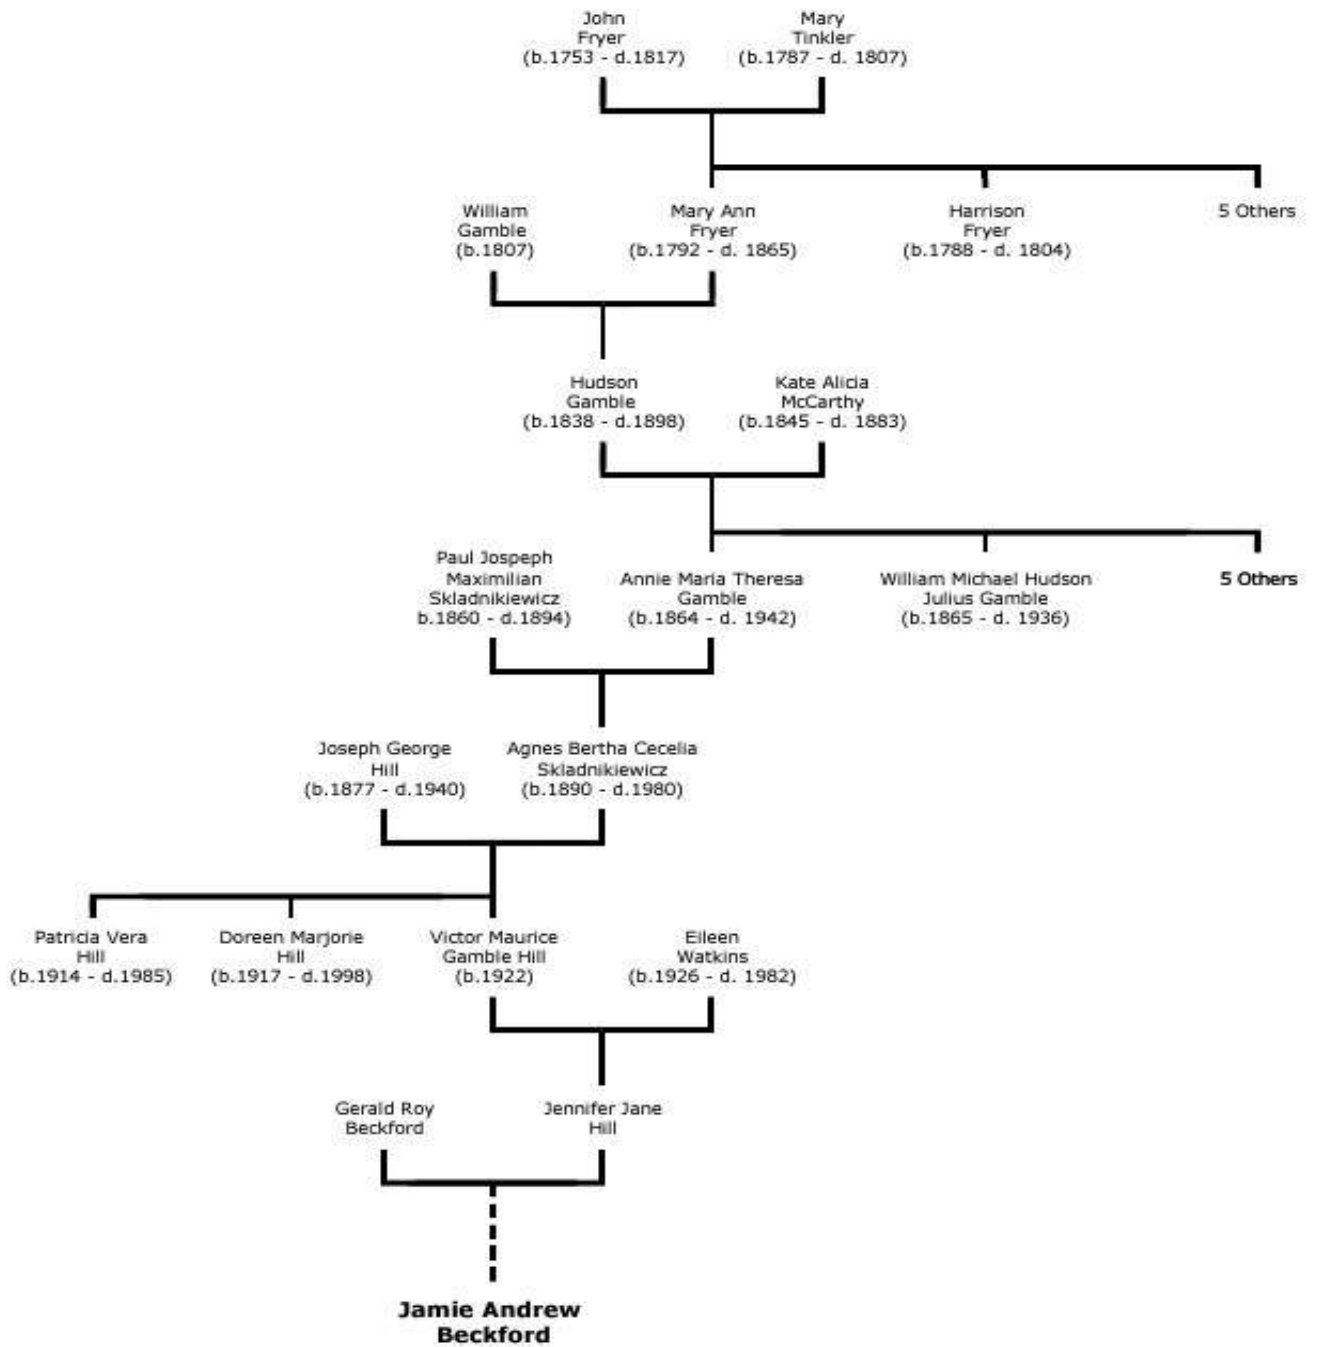 John
Fryer
(b.1753 - d.1817)
Mary
Tinkler
(b.1787 - d. 1807)
William
Gamble
(b.1807)
Mary Ann
Fryer
(b.1792 - d. 1865)
Harrison
Fryer
(b.1788 - d. 1804)
5 Others
Hudson
Gamble
(b.1838 - d.1898)
Kate Alicia
McCarthy
(b.1845 - d. 1883)
Paul Jospeph
Maximilian
Skladnikiewicz
b.1860 - d.1894)
Annie Maria Theresa
Gamble
(b.1864 - d. 1942)
William Michael Hudson
Julius Gamble
(b.1865 - d. 1936)
5 Others
Joseph George
Hill
(b.1877 - d.1940)
Agnes Bertha Cecelia
Skladnikiewicz
(b.1890 - d.1980)
Patricia Vera
Hill
(b.1914 - d.1985)
Doreen Marjorie
Hill
(b.1917 - d.1998)
Victor Maurice
Gamble Hill
(b.1922)
Eileen
Watkins
(b.1926 - d. 1982)
Gerald Roy
Beckford
Jennifer Jane
Hill
Jamie Andrew
Beckford